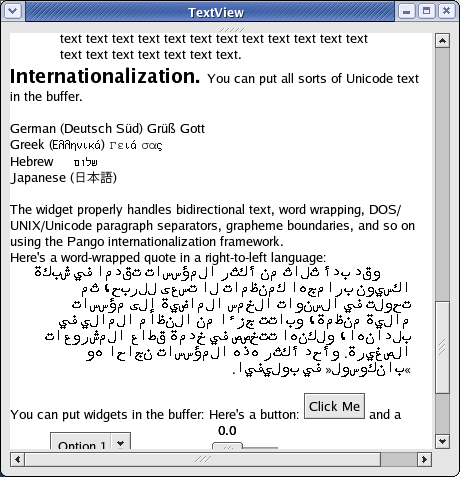 TextView
text text text text text text text text text text text text
text text text text text text text.
Internationalization. You can put all sorts of Unicode text
in the buffer.
German (Deutsch Süd) Grüß Gott
Greek (Ελληνικά) Γειά σας
Hebrew שלום
Japanese (日本語)
The widget properly handles bidirectional text, word wrapping, DOS/
UNIX/Unicode paragraph separators, grapheme boundaries, and so on
using the Pango internationalization framework.
Here's a word-wrapped quote in a right-to-left language:
وقد بدأ ثلاث من أكثر المؤسسات تقدما في شبكة
اكسيون برامجها كمنظمات لا تسعى للربح، ثم
تحولت في السنوات الخمس الماضية إلى مؤسسات
مالية منظمة، وباتت جزءا من النظام المالي في
بلدانها، ولكنها تتخصص في خدمة قطاع المشروعات
الصغيرة. وأحد أكثر هذه المؤسسات نجاحا هو
»بانكوسول« في بوليفيا.
You can put widgets in the buffer: Here's a button: Click Me and a
0.0
Option 1